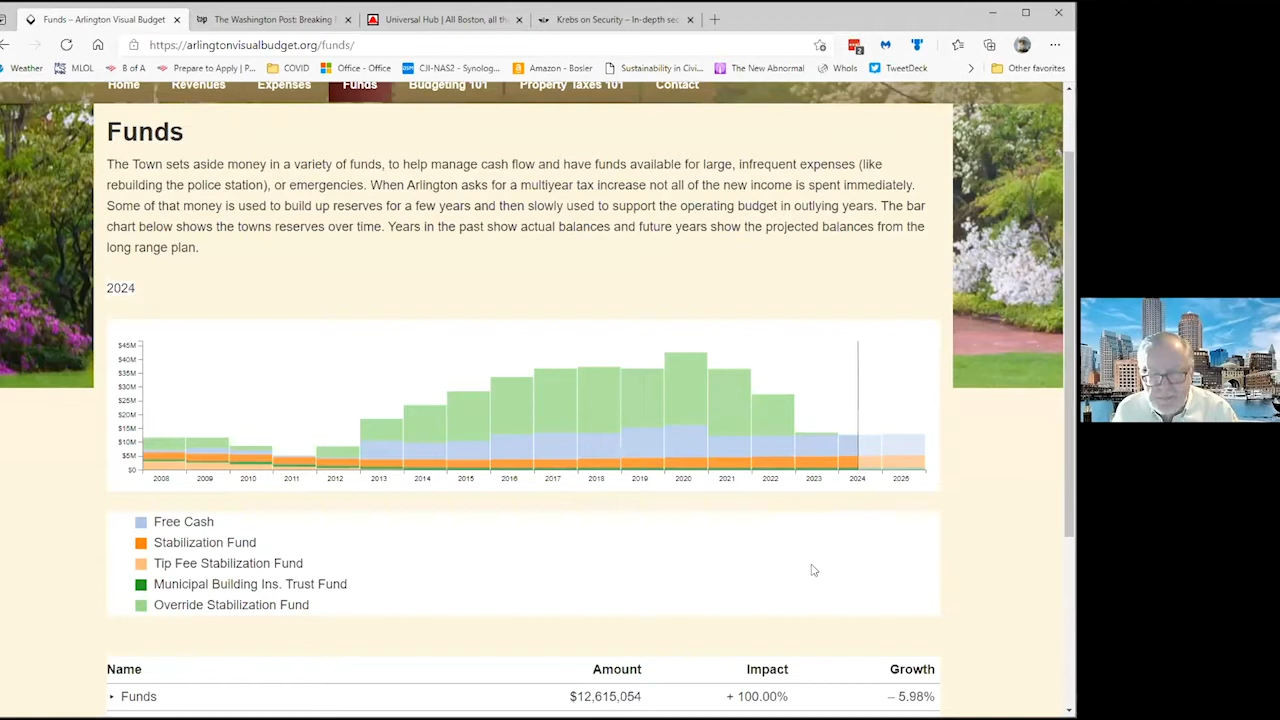 Funds – Arlington Visual Budget
The Washington Post: Breaking
Universal Hub | All Boston, all th
Krebs on Security – In-depth sec
https://arlingtonvisualbudget.org/funds/
2
Weather
MLOL
B of A
Prepare to Apply | P...
COVID
Office - Office
CJI-NAS2 - Synolog...
Amazon - Bosler
Sustainability in Civi...
The New Abnormal
WhoIs
TweetDeck
Other favorites
Home
Revenues
Expenses
Funds
Budgeting 101
Property Taxes 101
Contact
Funds
The Town sets aside money in a variety of funds, to help manage cash flow and have funds available for large, infrequent expenses (like
rebuilding the police station), or emergencies. When Arlington asks for a multiyear tax increase not all of the new income is spent immediately.
Some of that money is used to build up reserves for a few years and then slowly used to support the operating budget in outlying years. The bar
chart below shows the towns reserves over time. Years in the past show actual balances and future years show the projected balances from the
long range plan.
2024
$45M
$40M
$35M
$30M
$25M
$20M
$15M
$10M
$5M
$0
2008 2009 2010 2011 2012 2013 2014 2015 2016 2017 2018 2019 2020 2021 2022 2023 2024 2025
Free Cash
Stabilization Fund
Tip Fee Stabilization Fund
Municipal Building Ins. Trust Fund
Override Stabilization Fund
Name Amount Impact Growth
Funds $12,615,054 + 100.00% – 5.98%